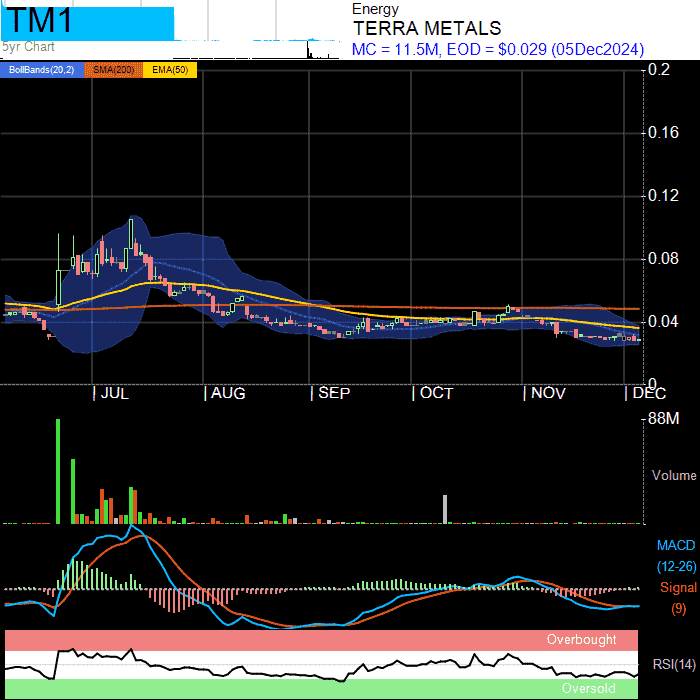 TM1
5yr Chart
Energy
TERRA METALS
MC = 11.5M, EOD = $0.029 (05Dec2024)
BollBands(20,2) SMA(200) EMA(50)
0.2
0.16
0.12
0.08
0.04
0
JUL AUG SEP OCT NOV DEC
88M
Volume
MACD
(12-26)
Signal
(9)
Overbought
RSI(14)
Oversold